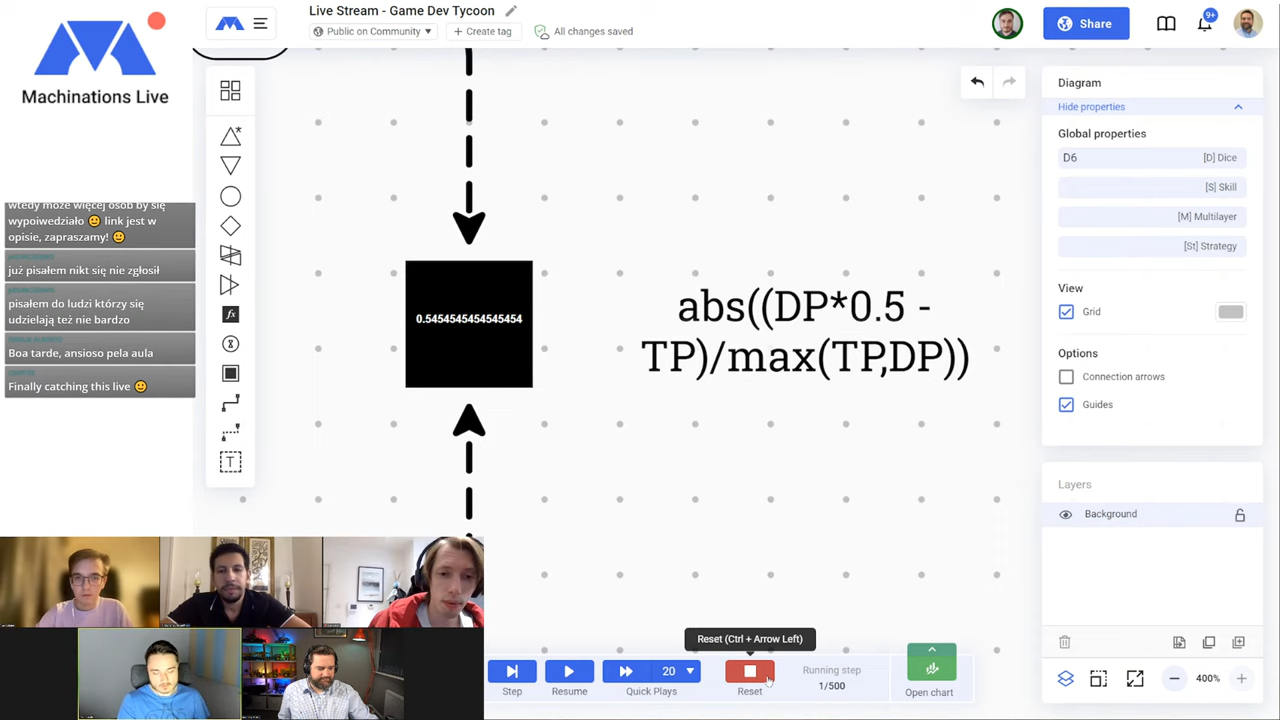 Machinations Live
Live Stream - Game Dev Tycoon
Public on Community
+ Create tag
All changes saved
Share
9+
wtedy może więcej osób by się
wypoiwedziało 🙂 link jest w
opisie, zapraszamy! 🙂
już pisałem nikt się nie zgłosił
pisałem do ludzi którzy się
udzielają też nie bardzo
Boa tarde, ansioso pela aula
Finally catching this live 🙂
fx
T
0.5454545454545454
abs((DP*0.5 -
TP)/max(TP,DP))
Diagram
Hide properties
Global properties
D6 [D] Dice
[S] Skill
[M] Multilayer
[St] Strategy
View
Grid
Options
Connection arrows
Guides
Layers
Background
Reset (Ctrl + Arrow Left)
Step
Resume
20
Quick Plays
Reset
Running step
1/500
Open chart
400%